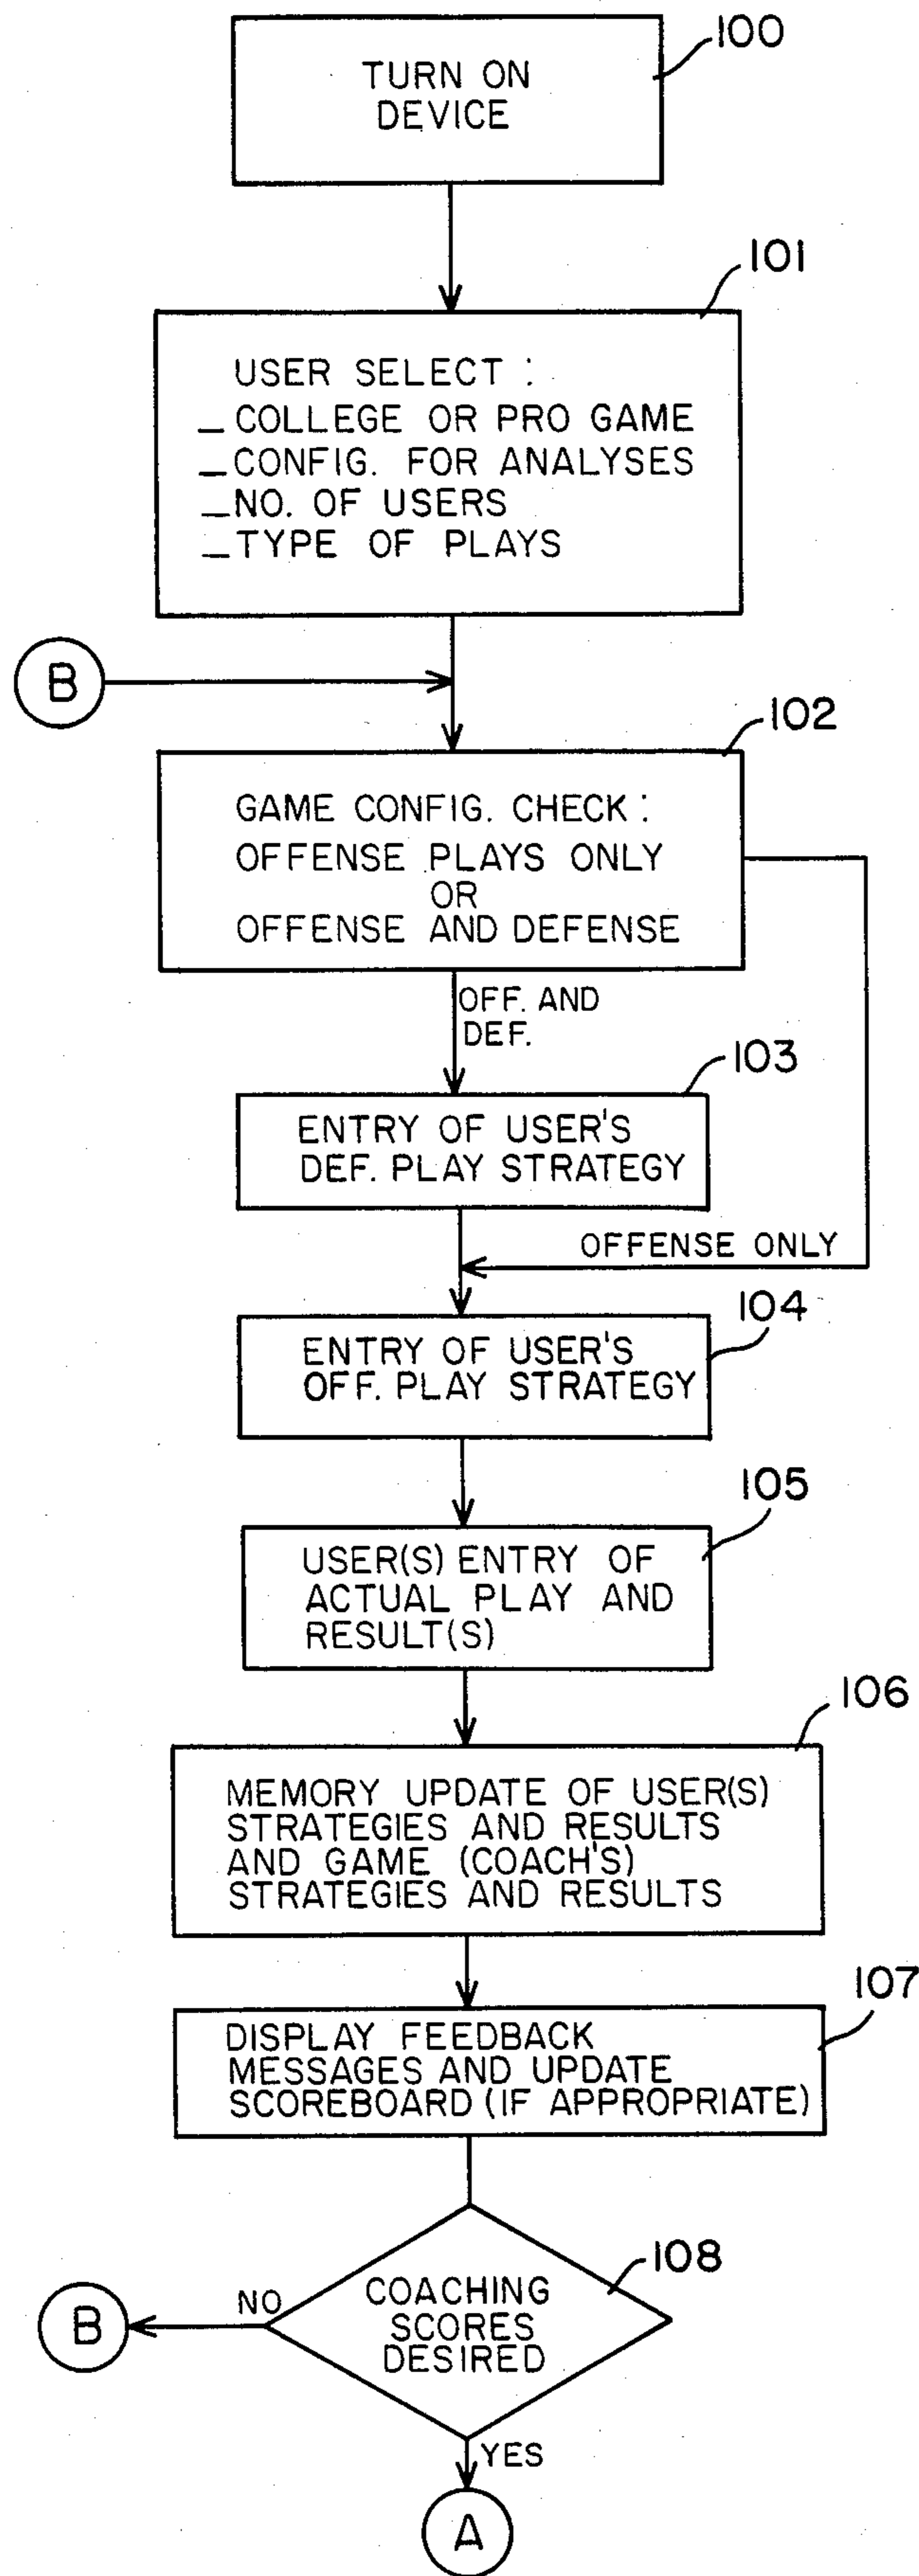 100
TURN ON
DEVICE
101
USER SELECT :
_ COLLEGE OR PRO GAME
_ CONFIG. FOR ANALYSES
_ NO. OF USERS
_ TYPE OF PLAYS
B
102
GAME CONFIG. CHECK :
OFFENSE PLAYS ONLY
OR
OFFENSE AND DEFENSE
OFF. AND
DEF.
103
ENTRY OF USER'S
DEF. PLAY STRATEGY
OFFENSE ONLY
104
ENTRY OF USER'S
OFF. PLAY STRATEGY
105
USER(S) ENTRY OF
ACTUAL PLAY AND
RESULT(S)
106
MEMORY UPDATE OF USER(S)
STRATEGIES AND RESULTS
AND GAME (COACH'S)
STRATEGIES AND RESULTS
107
DISPLAY FEEDBACK
MESSAGES AND UPDATE
SCOREBOARD (IF APPROPRIATE)
108
COACHING
SCORES
DESIRED
NO
B
YES
A